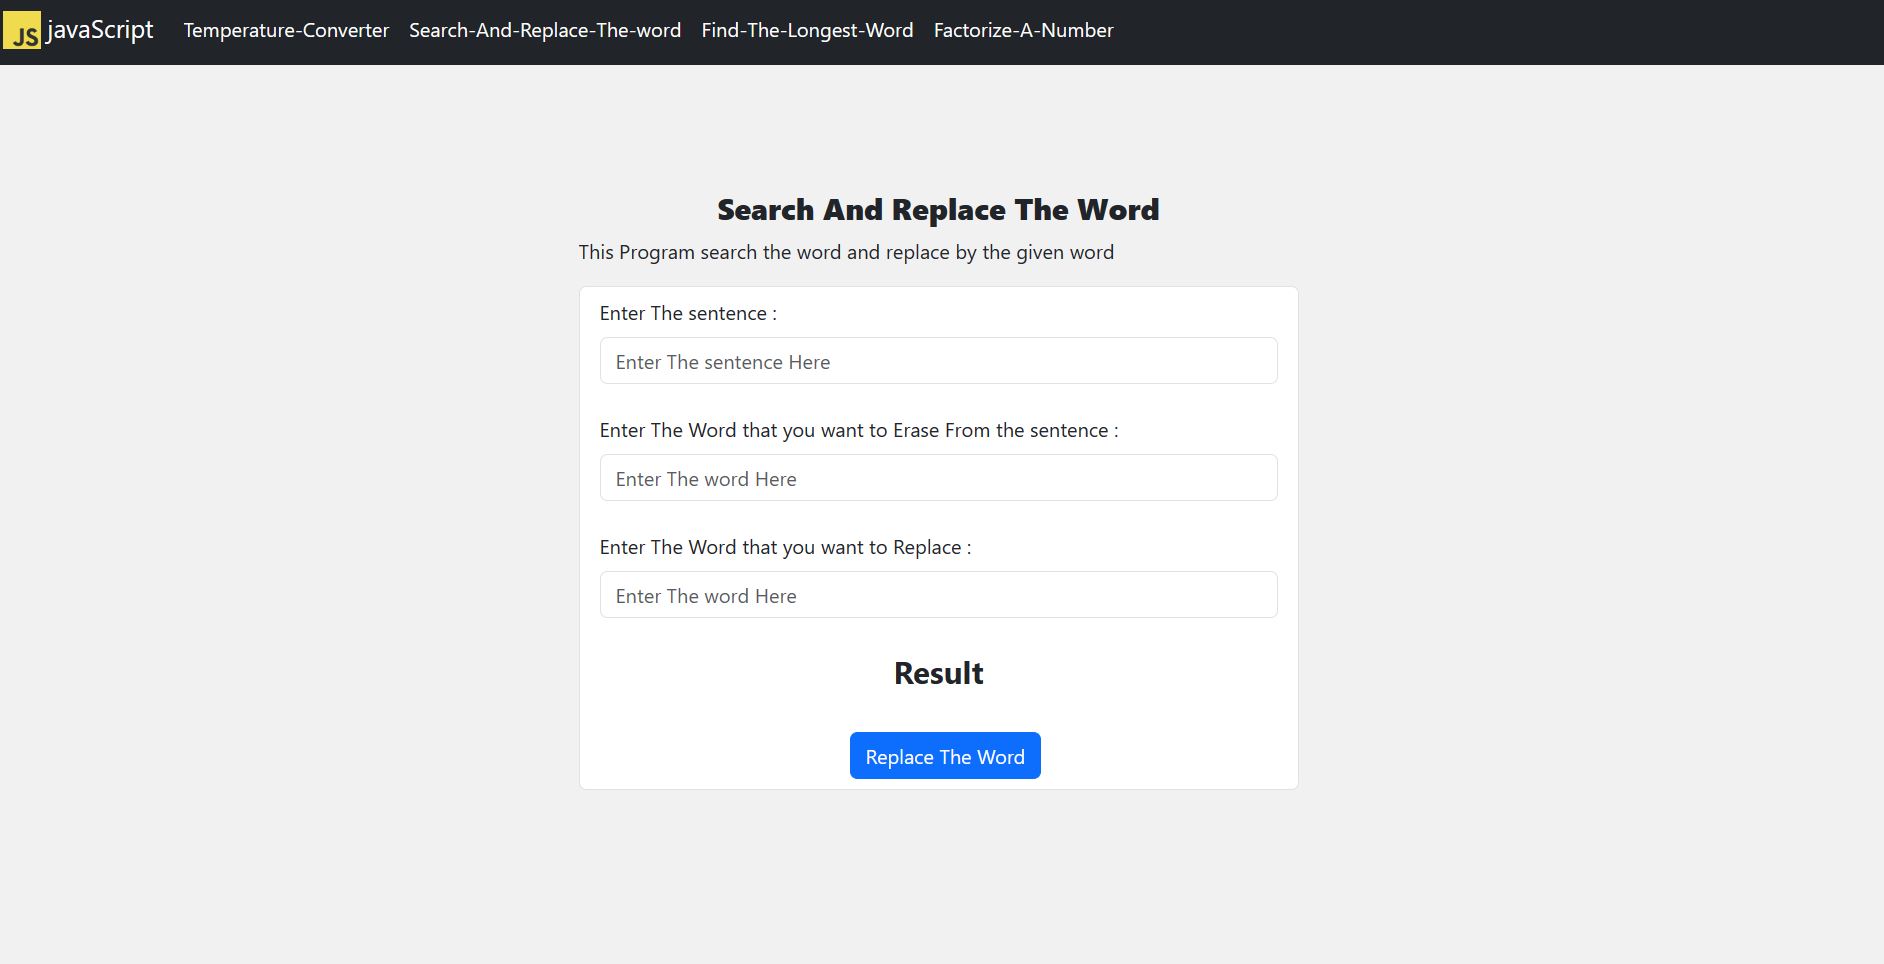 JS javaScript Temperature-Converter Search-And-Replace-The-word Find-The-Longest-Word Factorize-A-Number
Search And Replace The Word
This Program search the word and replace by the given word
Enter The sentence :
Enter The sentence Here
Enter The Word that you want to Erase From the sentence :
Enter The word Here
Enter The Word that you want to Replace :
Enter The word Here
Result
Replace The Word